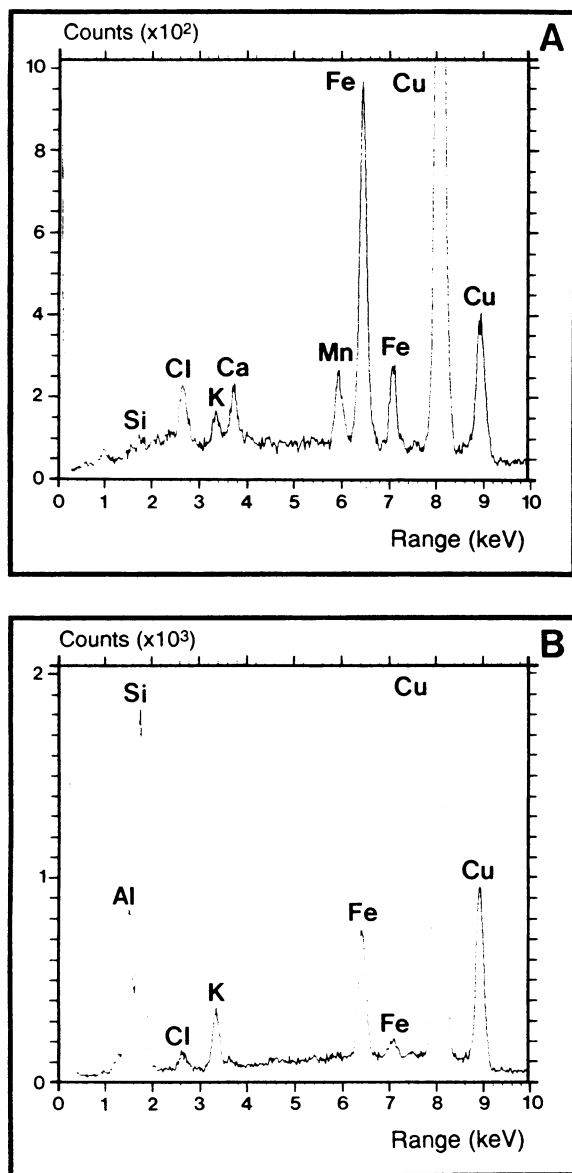 Counts (x10²)
A
10
Fe
Cu
8
6
4
Cu
Mn
Fe
Cl
Ca
2
K
Si
0
0 1 2 3 4 5 6 7 8 9 10
Range (keV)
Counts (x10³)
B
2
Si
Cu
1
Al
Cu
Fe
K
Cl
Fe
0
0 1 2 3 4 5 6 7 8 9 10
Range (keV)